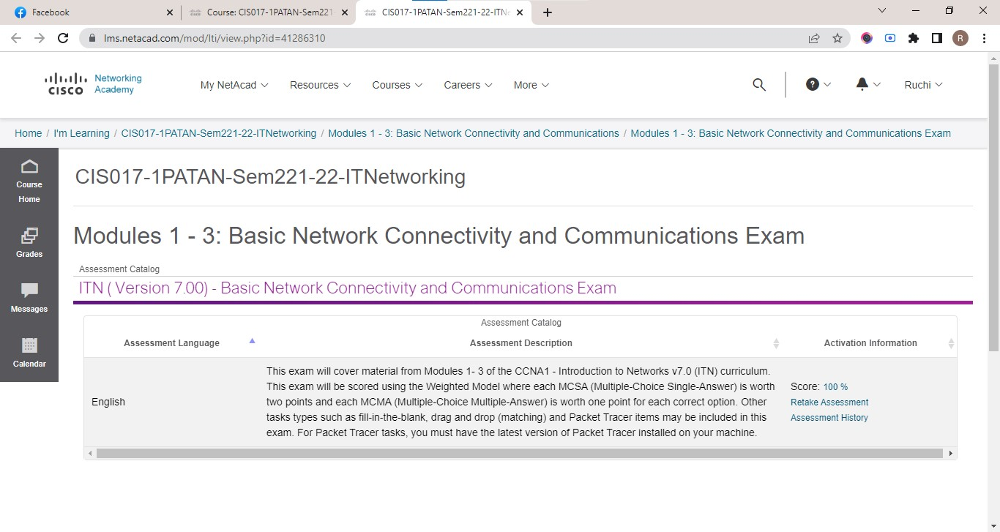 Facebook
Course: CIS017-1PATAN-Sem221
CIS017-1PATAN-Sem221-22-ITN
lms.netacad.com/mod/lti/view.php?id=41286310
R
CISCO
Networking
Academy
My NetAcad
Resources
Courses
Careers
More
?
Ruchi
Home / I'm Learning / CIS017-1PATAN-Sem221-22-ITNetworking / Modules 1 - 3: Basic Network Connectivity and Communications / Modules 1 - 3: Basic Network Connectivity and Communications Exam
Course
Home
Grades
Messages
Calendar
CIS017-1PATAN-Sem221-22-ITNetworking
Modules 1 - 3: Basic Network Connectivity and Communications Exam
Assessment Catalog
ITN ( Version 7.00) - Basic Network Connectivity and Communications Exam
Assessment Catalog
Assessment Language
Assessment Description
Activation Information
English
This exam will cover material from Modules 1- 3 of the CCNA1 - Introduction to Networks v7.0 (ITN) curriculum.
This exam will be scored using the Weighted Model where each MCSA (Multiple-Choice Single-Answer) is worth
two points and each MCMA (Multiple-Choice Multiple-Answer) is worth one point for each correct option. Other
tasks types such as fill-in-the-blank, drag and drop (matching) and Packet Tracer items may be included in this
exam. For Packet Tracer tasks, you must have the latest version of Packet Tracer installed on your machine.
Score: 100 %
Retake Assessment
Assessment History